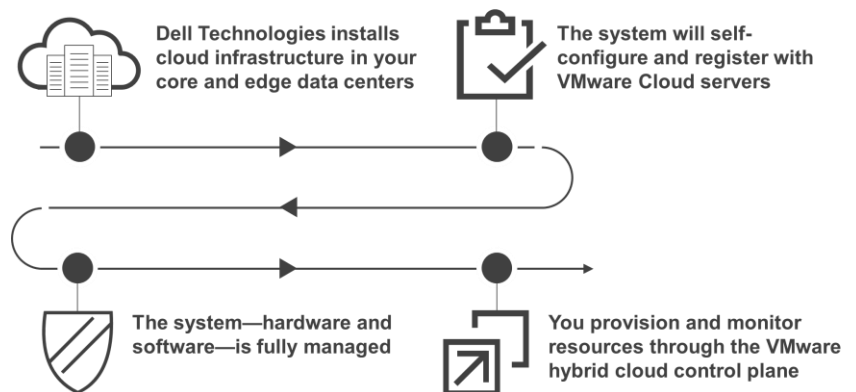 Dell Technologies installs
cloud infrastructure in your
core and edge data centers
The system will self-
configure and register with
VMware Cloud servers
The system—hardware and
software—is fully managed
You provision and monitor
resources through the VMware
hybrid cloud control plane